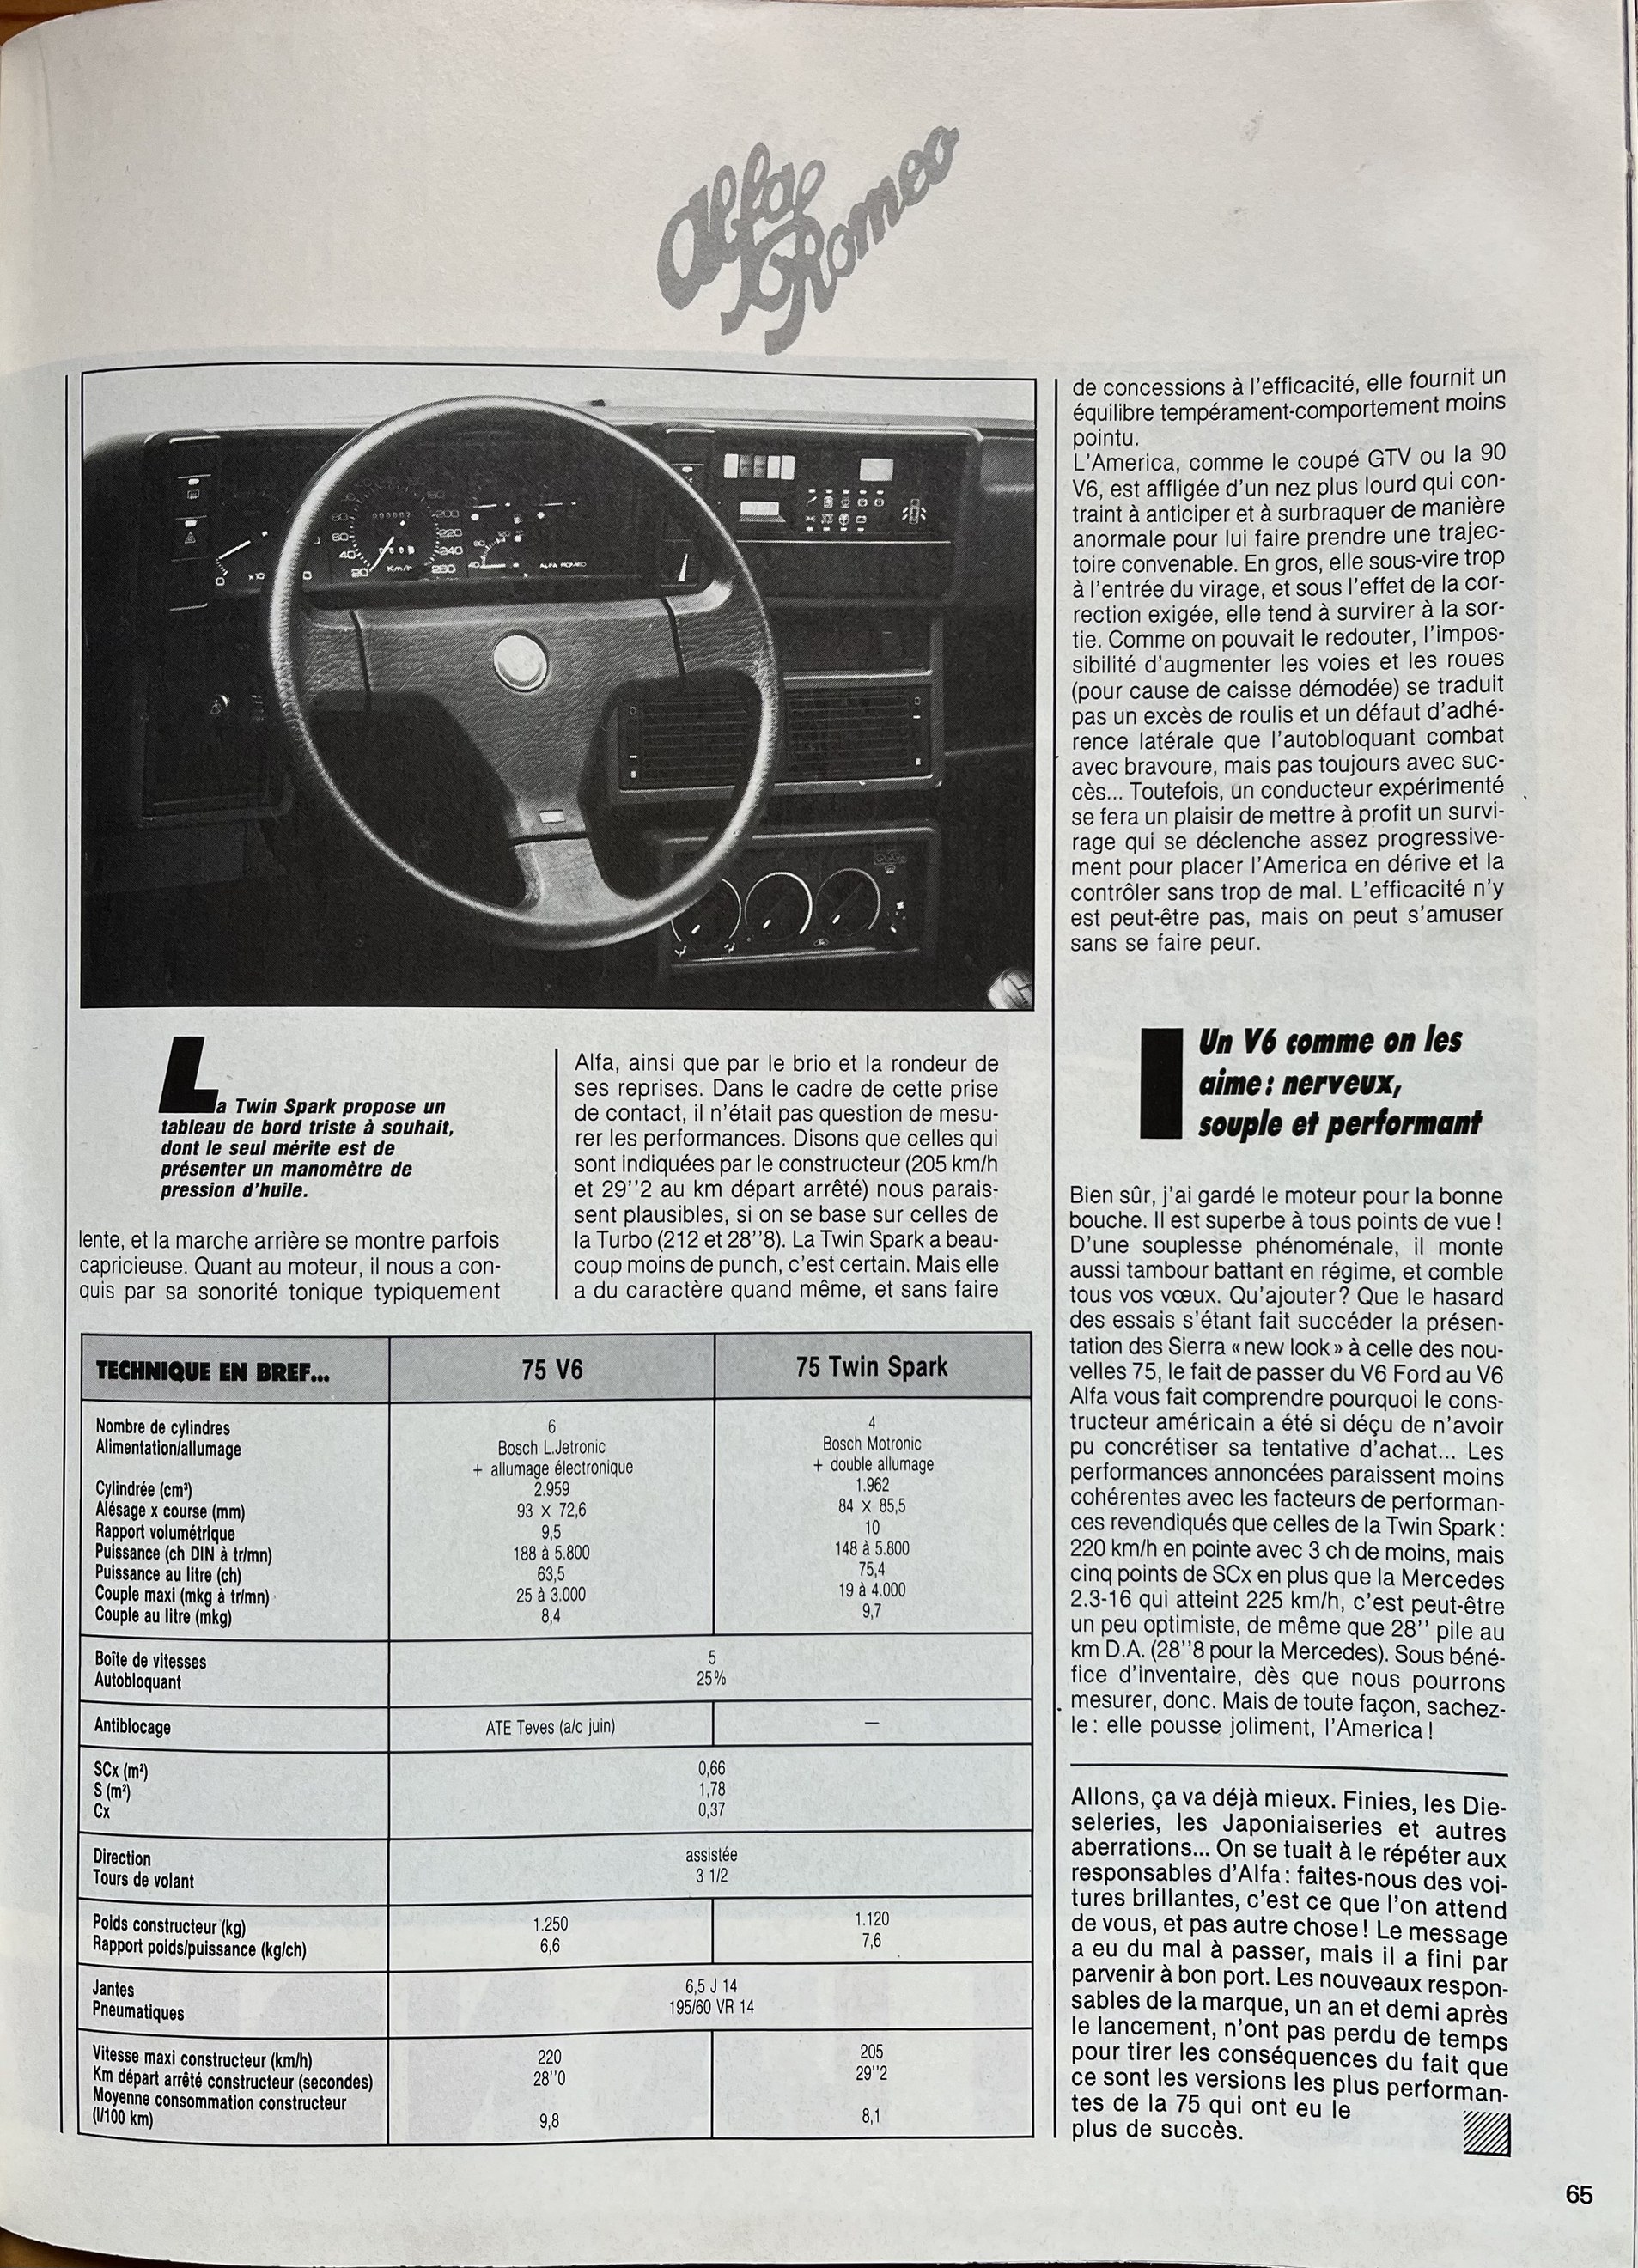 Alfa
Romeo
La Twin Spark propose un
tableau de bord triste à souhait,
dont le seul mérite est de
présenter un manomètre de
pression d'huile.
lente, et la marche arrière se montre parfois
capricieuse. Quant au moteur, il nous a con-
quis par sa sonorité tonique typiquement
Alfa, ainsi que par le brio et la rondeur de
ses reprises. Dans le cadre de cette prise
de contact, il n'était pas question de mesu-
rer les performances. Disons que celles qui
sont indiquées par le constructeur (205 km/h
et 29''2 au km départ arrêté) nous parais-
sent plausibles, si on se base sur celles de
la Turbo (212 et 28''8). La Twin Spark a beau-
coup moins de punch, c'est certain. Mais elle
a du caractère quand même, et sans faire
de concessions à l'efficacité, elle fournit un
équilibre tempérament-comportement moins
pointu.
L'America, comme le coupé GTV ou la 90
V6, est affligée d'un nez plus lourd qui con-
traint à anticiper et à surbraquer de manière
anormale pour lui faire prendre une trajec-
toire convenable. En gros, elle sous-vire trop
à l'entrée du virage, et sous l'effet de la cor-
rection exigée, elle tend à survirer à la sor-
tie. Comme on pouvait le redouter, l'impos-
sibilité d'augmenter les voies et les roues
(pour cause de caisse démodée) se traduit
pas un excès de roulis et un défaut d'adhé-
rence latérale que l'autobloquant combat
avec bravoure, mais pas toujours avec suc-
cès... Toutefois, un conducteur expérimenté
se fera un plaisir de mettre à profit un survi-
rage qui se déclenche assez progressive-
ment pour placer l'America en dérive et la
contrôler sans trop de mal. L'efficacité n'y
est peut-être pas, mais on peut s'amuser
sans se faire peur.
Un V6 comme on les
aime : nerveux,
souple et performant
Bien sûr, j'ai gardé le moteur pour la bonne
bouche. Il est superbe à tous points de vue !
D'une souplesse phénoménale, il monte
aussi tambour battant en régime, et comble
tous vos vœux. Qu'ajouter ? Que le hasard
des essais s'étant fait succéder la présen-
tation des Sierra « new look » à celle des nou-
velles 75, le fait de passer du V6 Ford au V6
Alfa vous fait comprendre pourquoi le cons-
tructeur américain a été si déçu de n'avoir
pu concrétiser sa tentative d'achat... Les
performances annoncées paraissent moins
cohérentes avec les facteurs de performan-
ces revendiqués que celles de la Twin Spark :
220 km/h en pointe avec 3 ch de moins, mais
cinq points de SCx en plus que la Mercedes
2.3-16 qui atteint 225 km/h, c'est peut-être
un peu optimiste, de même que 28'' pile au
km D.A. (28''8 pour la Mercedes). Sous béné-
fice d'inventaire, dès que nous pourrons
mesurer, donc. Mais de toute façon, sachez-
le : elle pousse joliment, l'America !
Allons, ça va déjà mieux. Finies, les Die-
seleries, les Japoniaiseries et autres
aberrations... On se tuait à le répéter aux
responsables d'Alfa : faites-nous des voi-
tures brillantes, c'est ce que l'on attend
de vous, et pas autre chose ! Le message
a eu du mal à passer, mais il a fini par
parvenir à bon port. Les nouveaux respon-
sables de la marque, un an et demi après
le lancement, n'ont pas perdu de temps
pour tirer les conséquences du fait que
ce sont les versions les plus performan-
tes de la 75 qui ont eu le
plus de succès.
TECHNIQUE EN BREF... 75 V6 75 Twin Spark
Nombre de cylindres 6 4
Alimentation/allumage Bosch L.Jetronic Bosch Motronic
+ allumage électronique + double allumage
Cylindrée (cm³) 2.959 1.962
Alésage x course (mm) 93 × 72,6 84 × 85,5
Rapport volumétrique 9,5 10
Puissance (ch DIN à tr/mn) 188 à 5.800 148 à 5.800
Puissance au litre (ch) 63,5 75,4
Couple maxi (mkg à tr/mn) 25 à 3.000 19 à 4.000
Couple au litre (mkg) 8,4 9,7
Boîte de vitesses 5
Autobloquant 25%
Antiblocage ATE Teves (a/c juin) —
SCx (m²) 0,66
S (m²) 1,78
Cx 0,37
Direction assistée
Tours de volant 3 1/2
Poids constructeur (kg) 1.250 1.120
Rapport poids/puissance (kg/ch) 6,6 7,6
Jantes 6,5 J 14
Pneumatiques 195/60 VR 14
Vitesse maxi constructeur (km/h) 220 205
Km départ arrêté constructeur (secondes) 28''0 29''2
Moyenne consommation constructeur
(l/100 km) 9,8 8,1
65